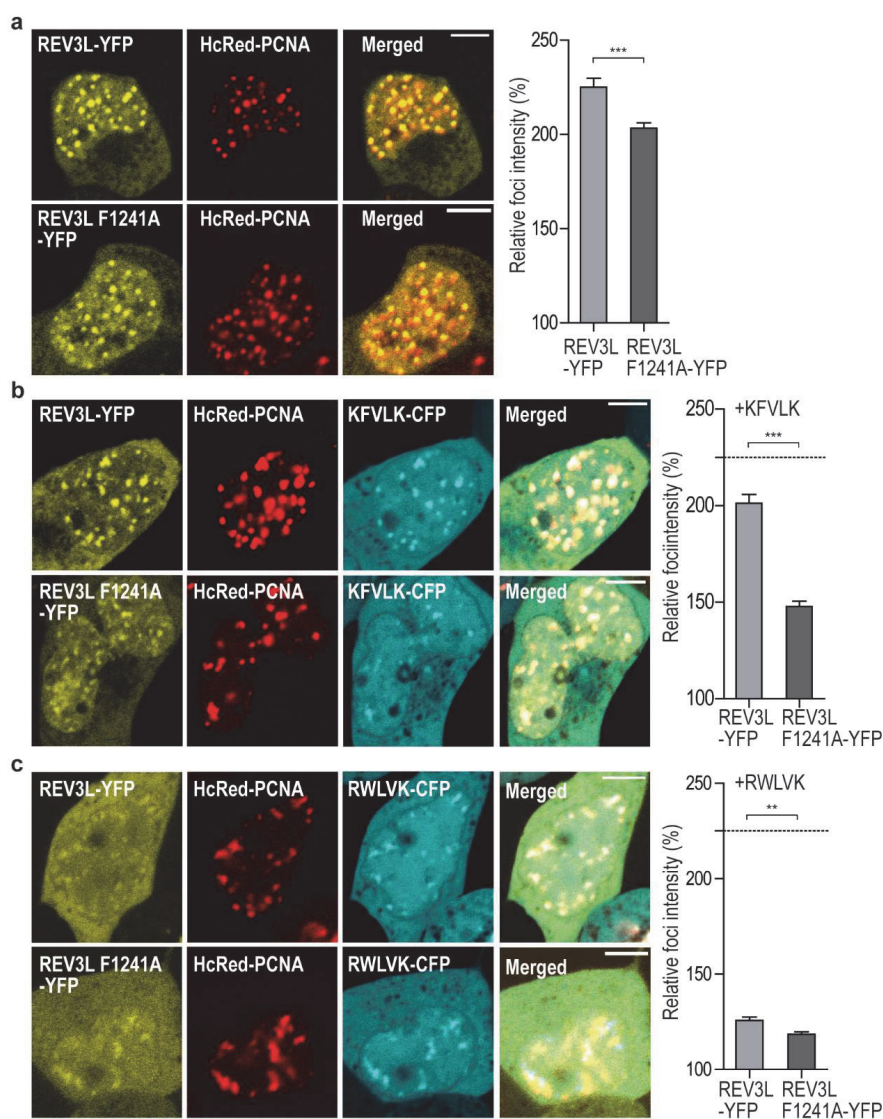 a
REV3L-YFP
HcRed-PCNA
Merged
REV3L F1241A
-YFP
HcRed-PCNA
Merged
Relative foci intensity (%)
250
200
150
100
***
REV3L
-YFP
REV3L
F1241A-YFP
b
REV3L-YFP
HcRed-PCNA
KFVLK-CFP
Merged
REV3L F1241A
-YFP
HcRed-PCNA
KFVLK-CFP
Merged
Relative fociintensity (%)
250
200
150
100
+KFVLK
***
REV3L
-YFP
REV3L
F1241A-YFP
c
REV3L-YFP
HcRed-PCNA
RWLVK-CFP
Merged
REV3L F1241A
-YFP
HcRed-PCNA
RWLVK-CFP
Merged
Relative foci intensity (%)
250
200
150
100
+RWLVK
**
REV3L
-YFP
REV3L
F1241A-YFP